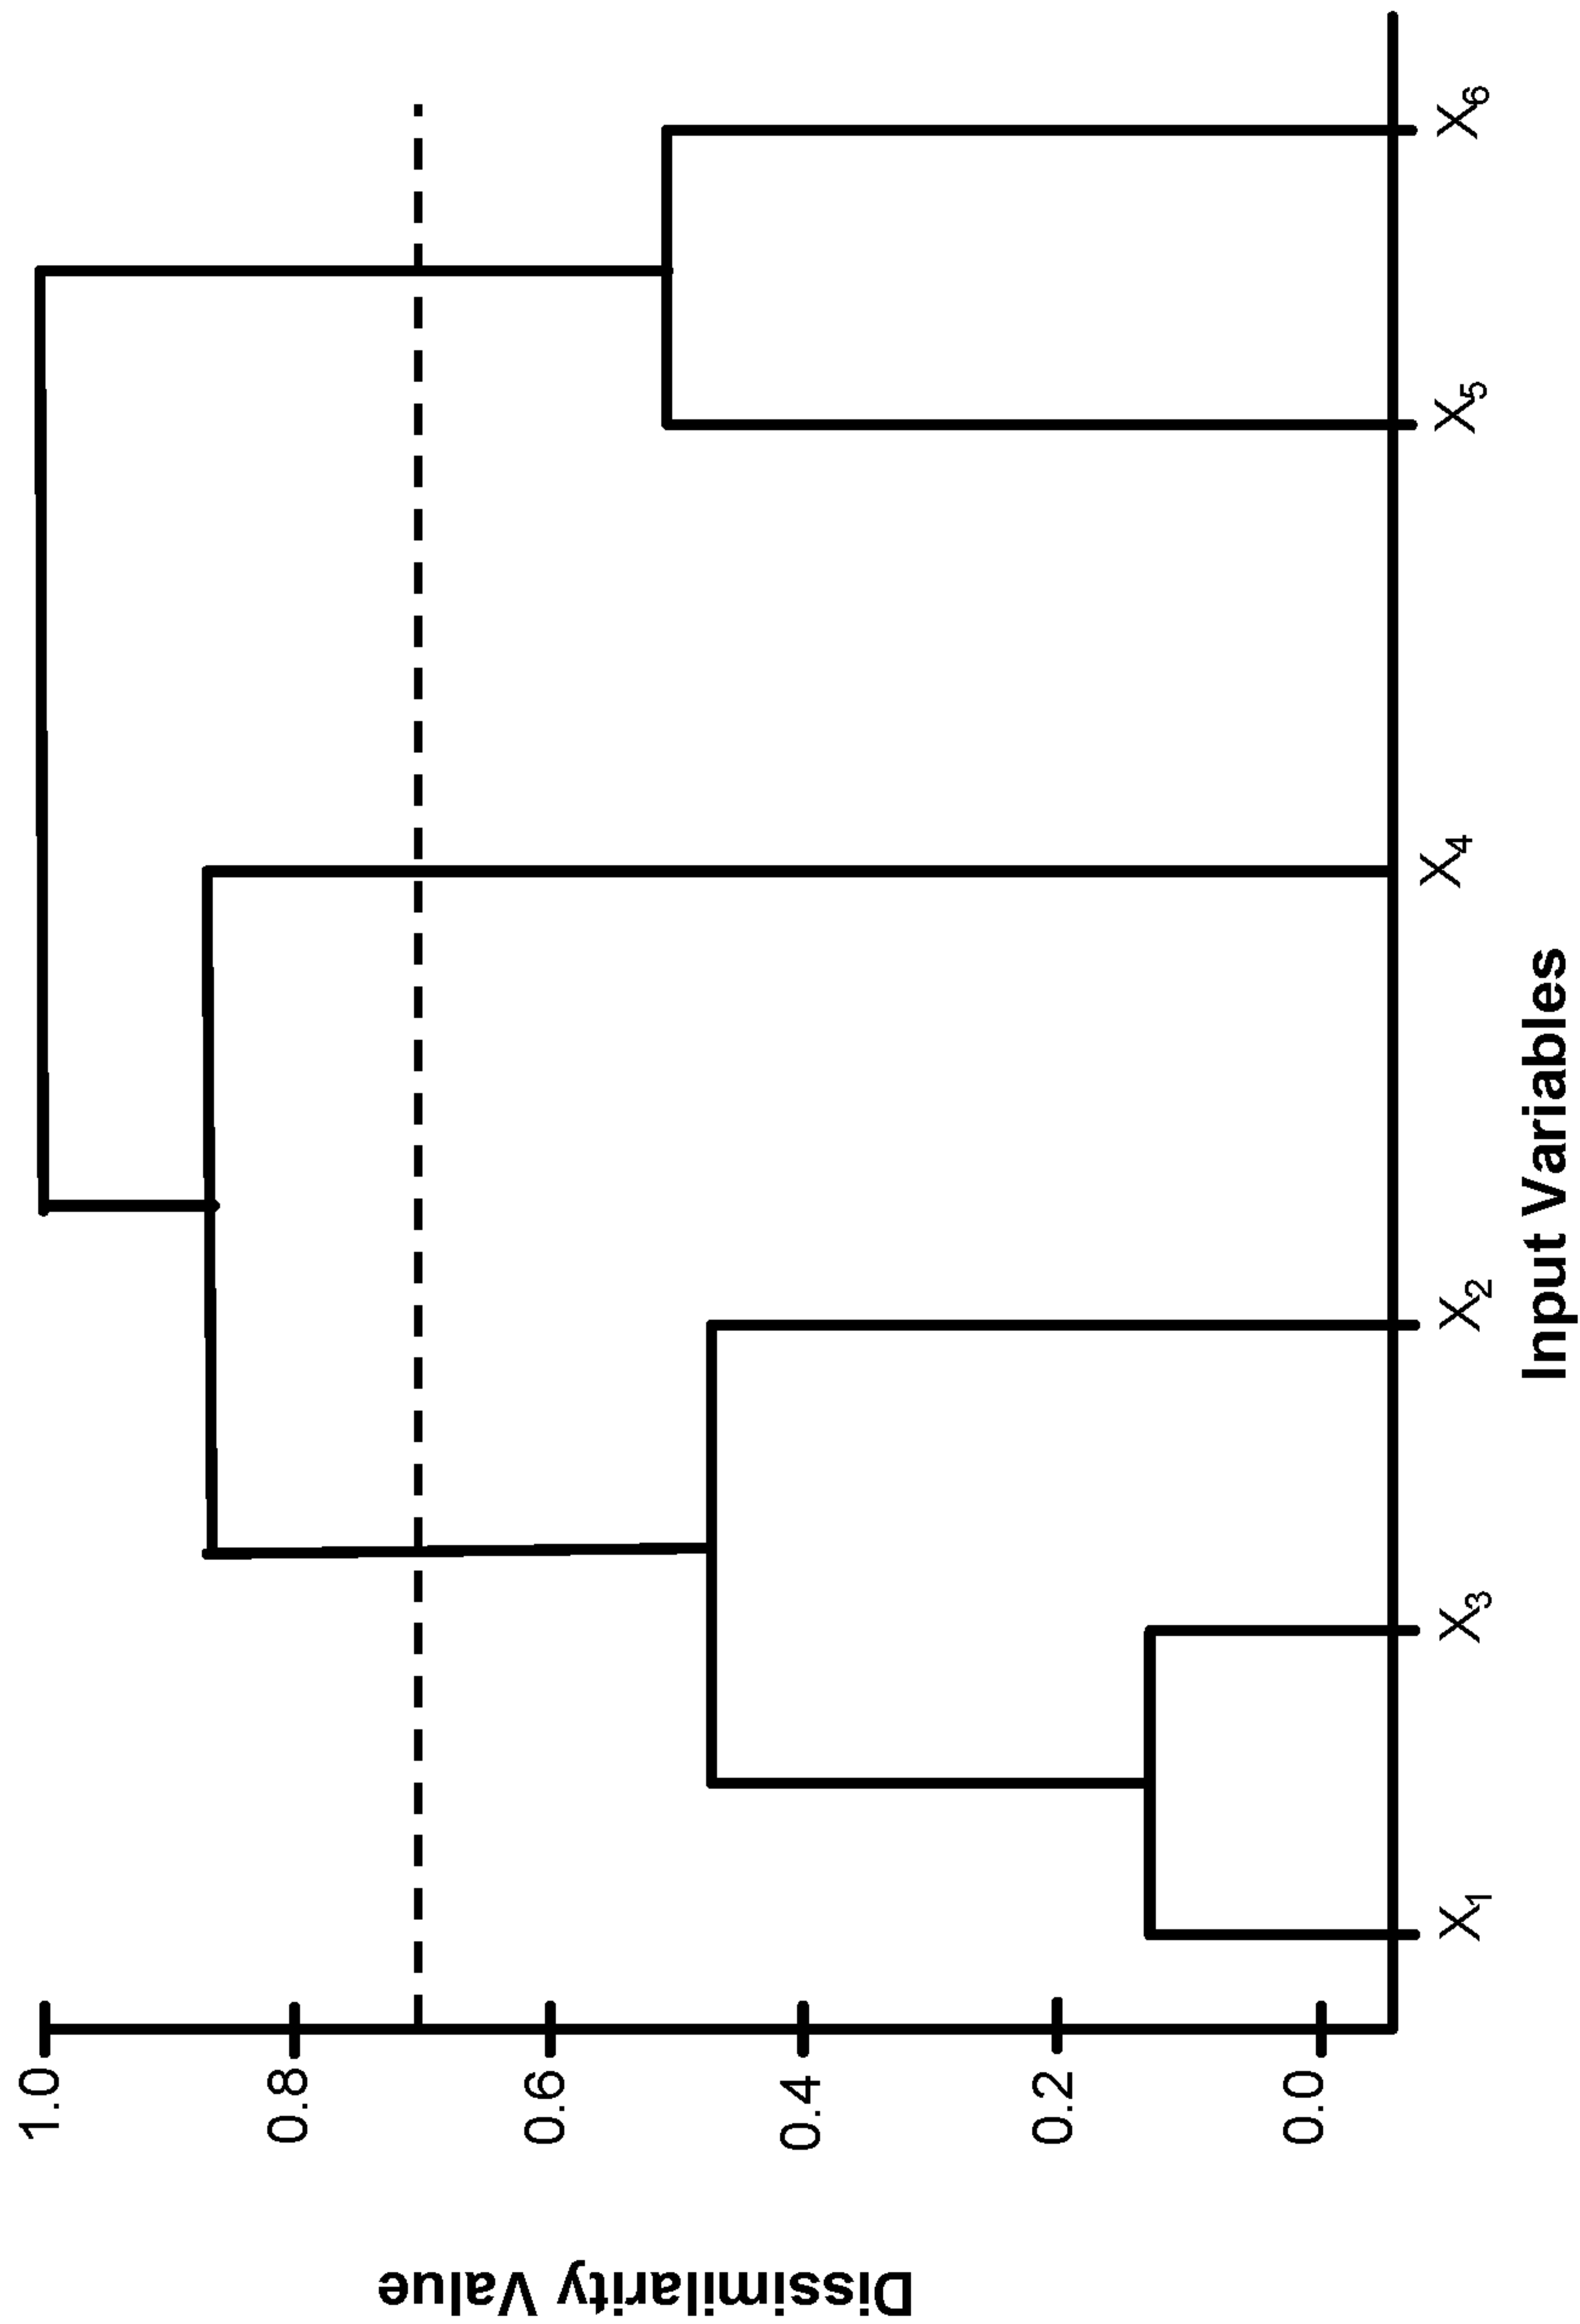 Dissimilarity Value
1.0
0.8
0.6
0.4
0.2
0.0
X1
X3
X2
X4
X5
X6
Input Variables